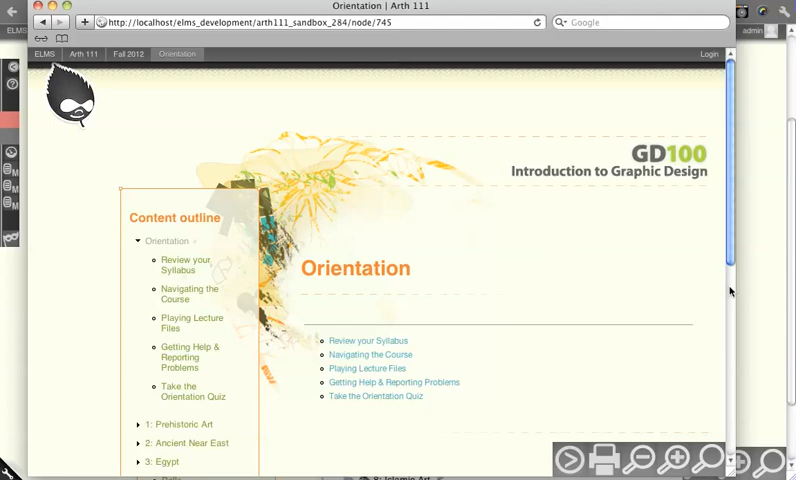 Orientation | Arth 111
http://localhost/elms_development/arth111_sandbox_284/node/745
Google
ELMS
admin
ELMS
Arth 111
Fall 2012
Orientation
Login
GD100
Introduction to Graphic Design
Content outline
Orientation
Review your
Syllabus
Navigating the
Course
Playing Lecture
Files
Getting Help &
Reporting
Problems
Take the
Orientation Quiz
1: Prehistoric Art
2: Ancient Near East
3: Egypt
Orientation
Review your Syllabus
Navigating the Course
Playing Lecture Files
Getting Help & Reporting Problems
Take the Orientation Quiz